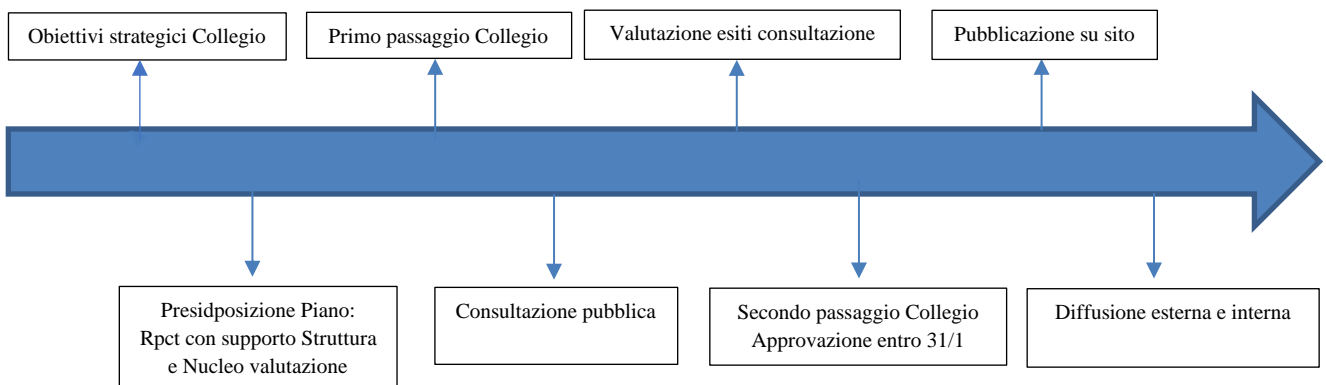 Obiettivi strategici Collegio
Primo passaggio Collegio
Valutazione esiti consultazione
Pubblicazione su sito
Presidposizione Piano:
Rpct con supporto Struttura
e Nucleo valutazione
Consultazione pubblica
Secondo passaggio Collegio
Approvazione entro 31/1
Diffusione esterna e interna